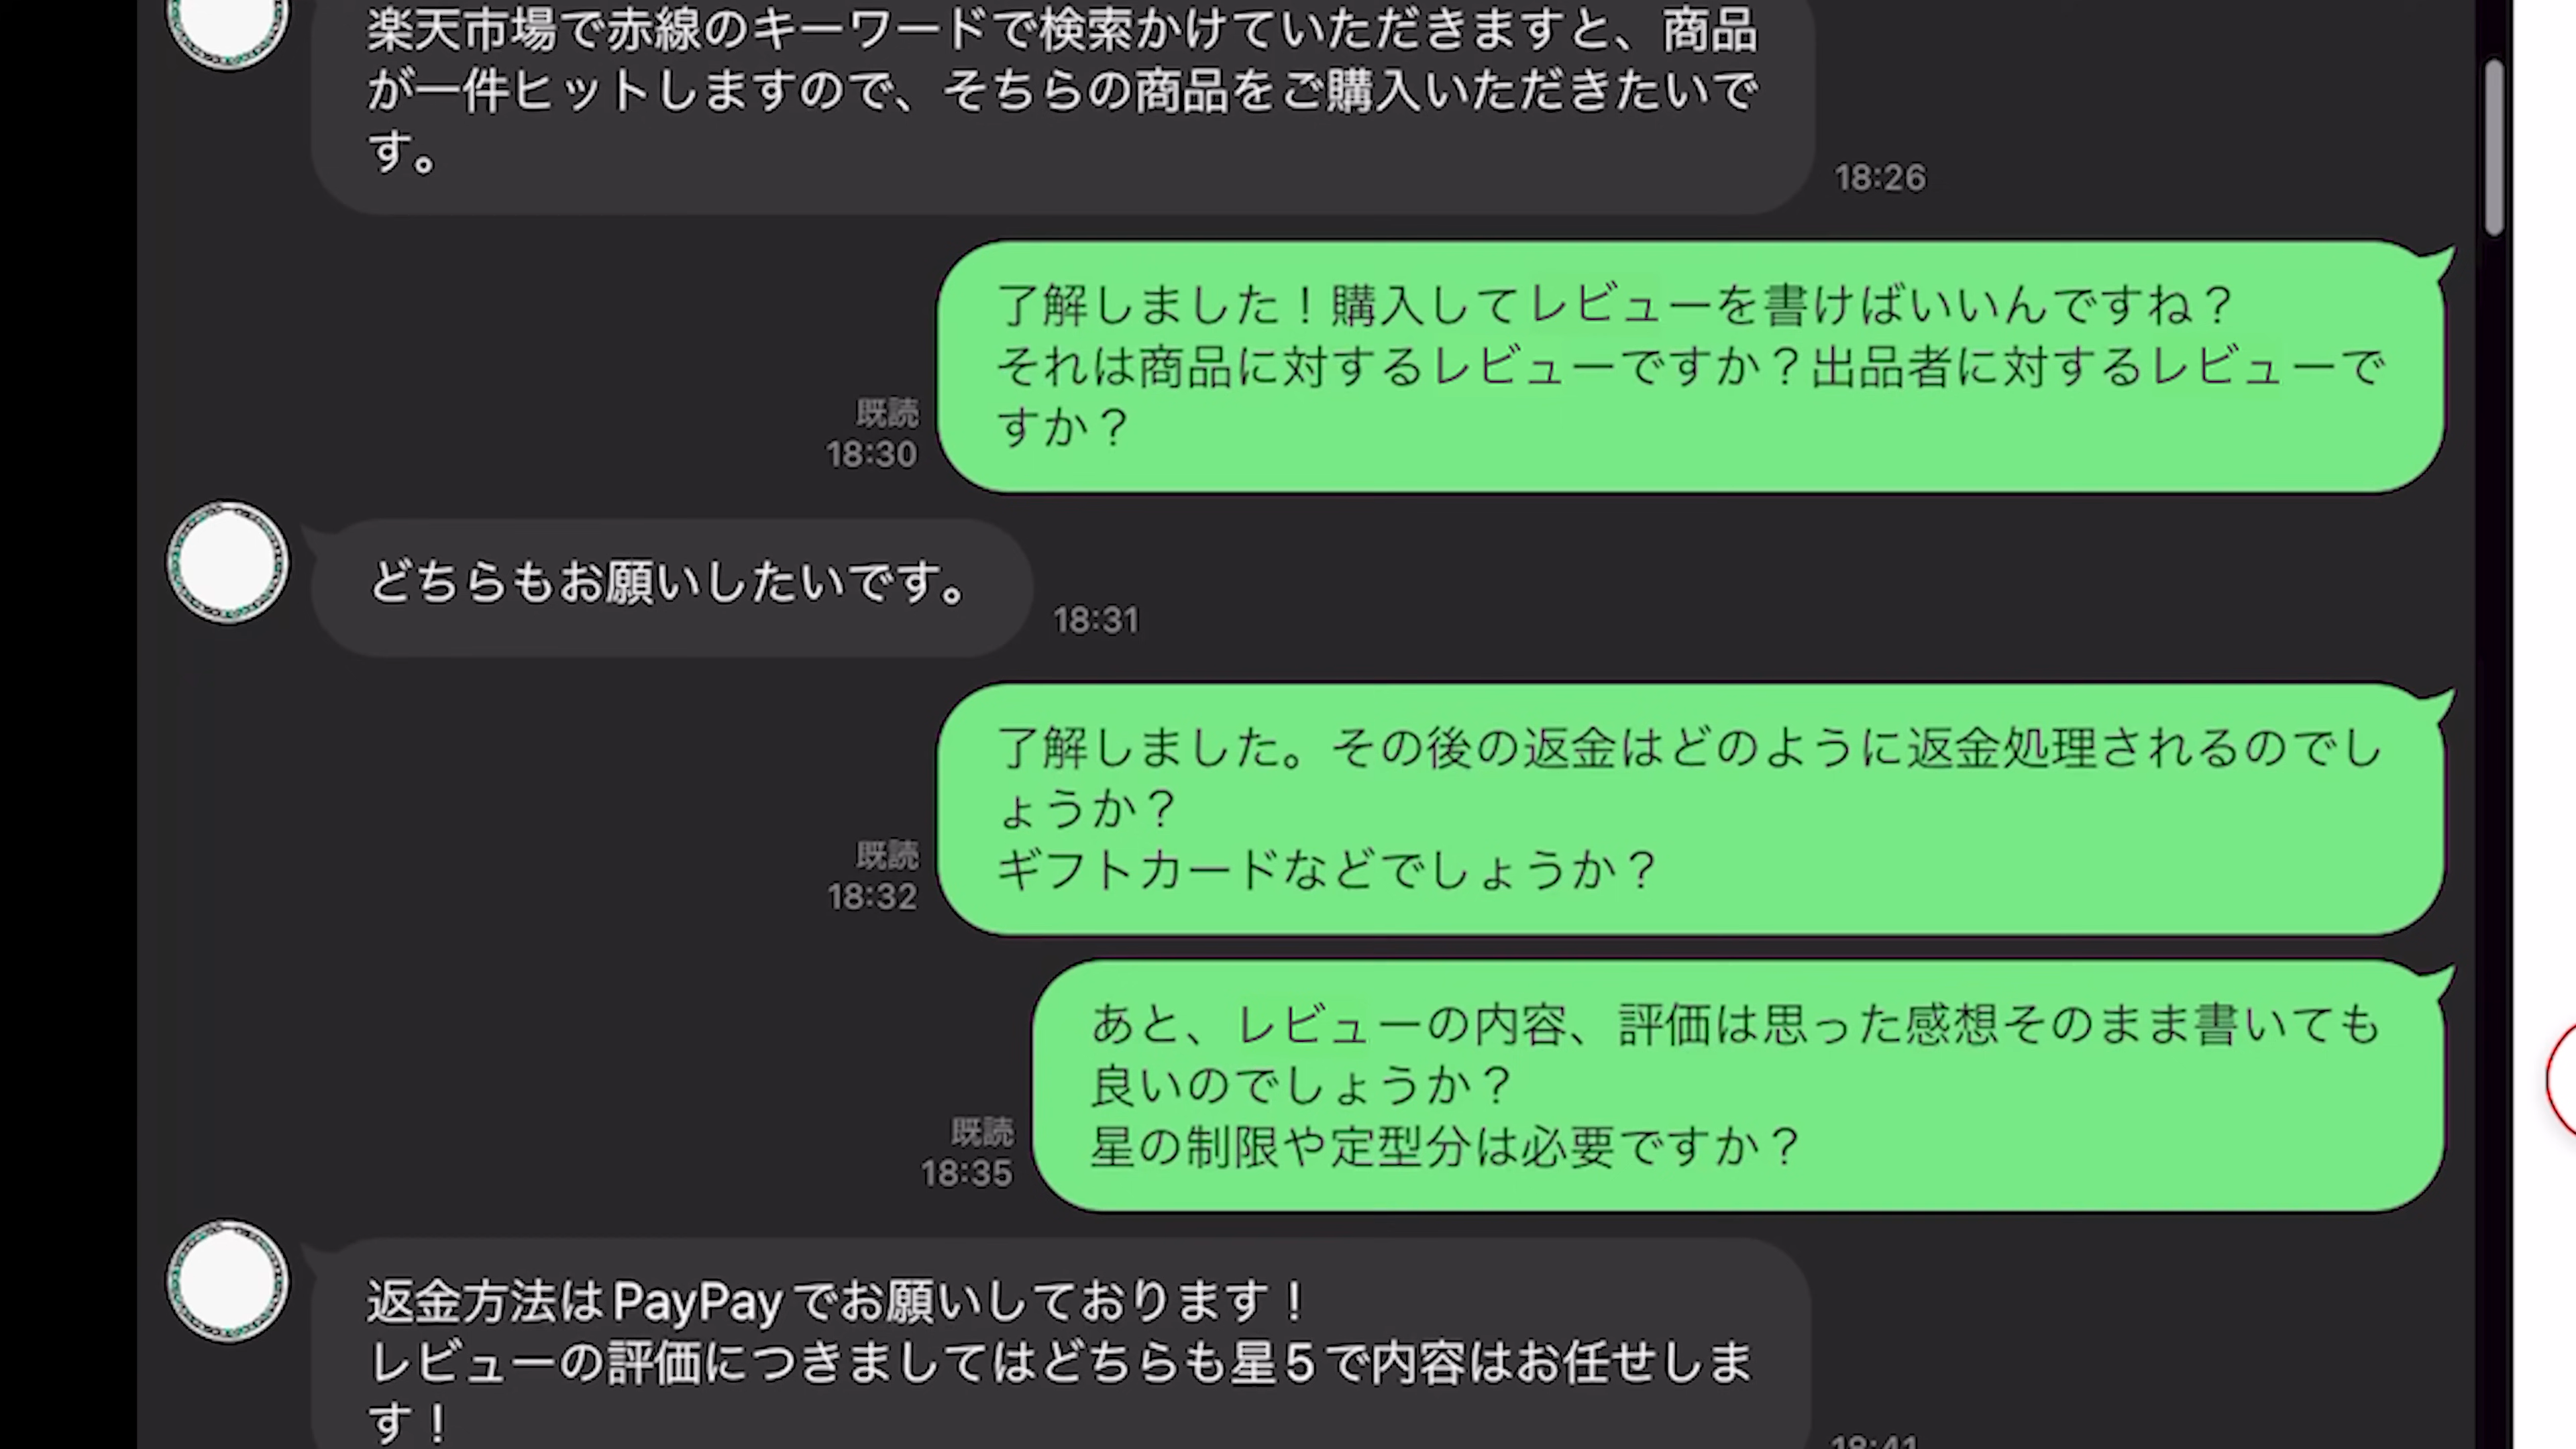 楽天市場で赤線のキーワードで検索かけていただきますと、商品
が一件ヒットしますので、そちらの商品をご購入いただきたいで
す。
18:26
了解しました！購入してレビューを書けばいいんですね？
それは商品に対するレビューですか？出品者に対するレビューで
すか？
既読
18:30
どちらもお願いしたいです。
18:31
了解しました。その後の返金はどのように返金処理されるのでし
ょうか？
ギフトカードなどでしょうか？
既読
18:32
あと、レビューの内容、評価は思った感想そのまま書いても
良いのでしょうか？
星の制限や定型分は必要ですか？
既読
18:35
返金方法はPayPayでお願いしております！
レビューの評価につきましてはどちらも星５で内容はお任せしま
す！
18:41